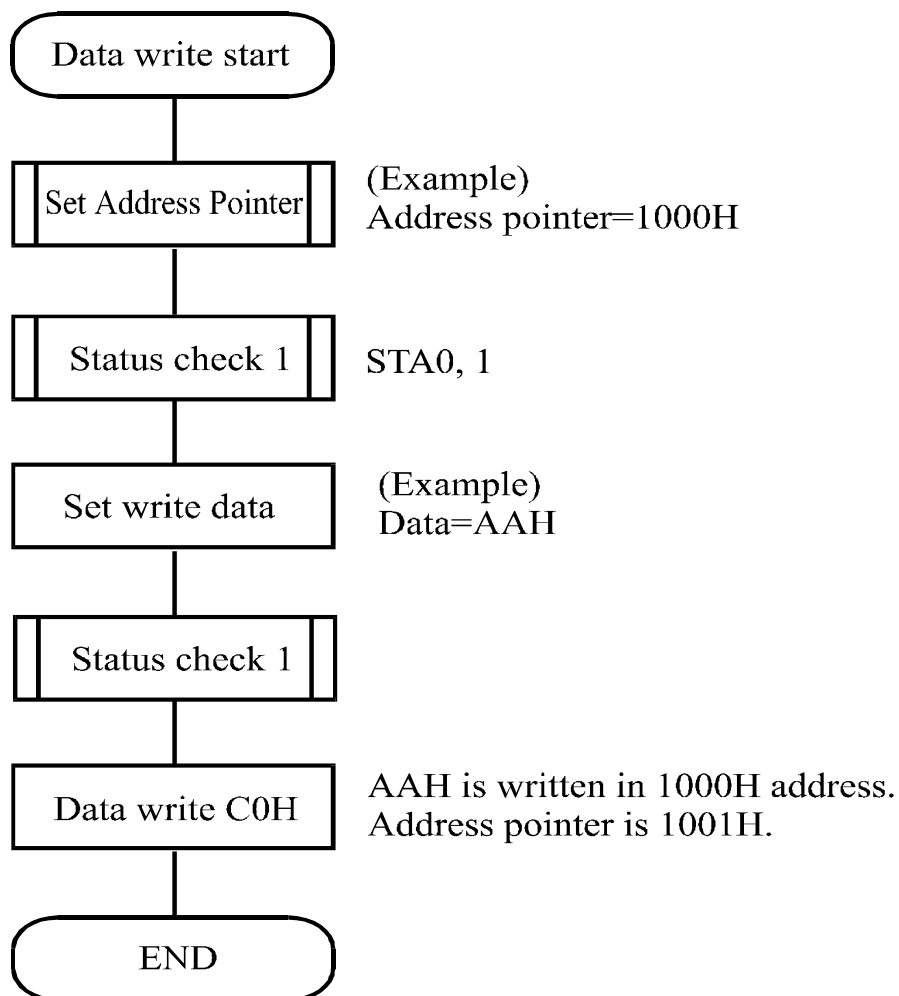 Data write start
Set Address Pointer
(Example)
Address pointer=1000H
Status check 1
STA0, 1
Set write data
(Example)
Data=AAH
Status check 1
Data write C0H
AAH is written in 1000H address.
Address pointer is 1001H.
END